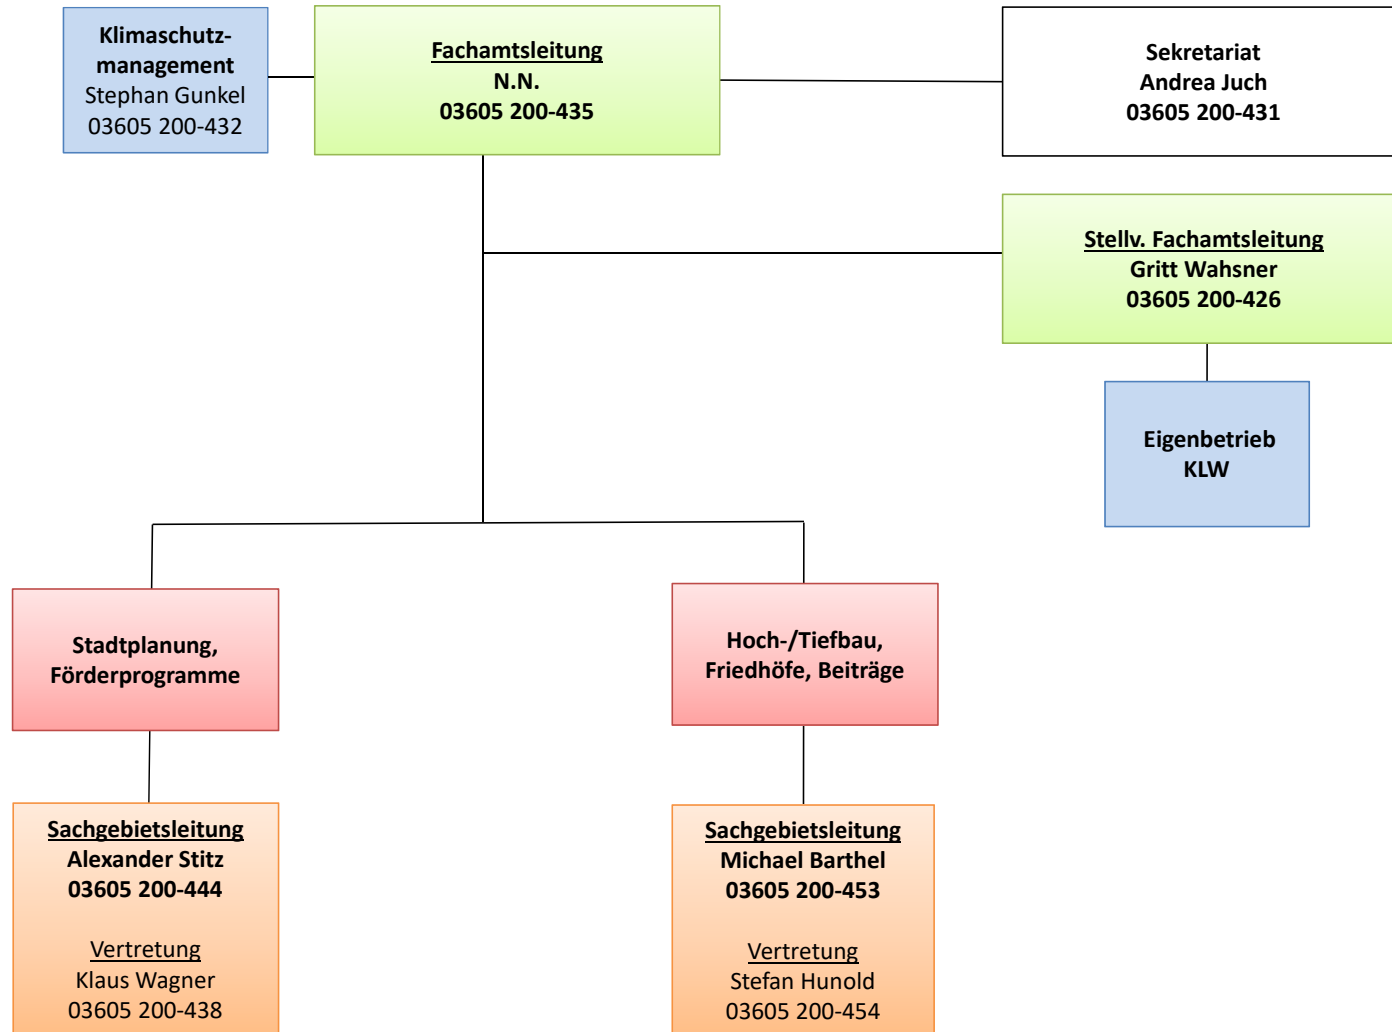 Klimaschutz-
management
Stephan Gunkel
03605 200-432
Fachamtsleitung
N.N.
03605 200-435
Sekretariat
Andrea Juch
03605 200-431
Stellv. Fachamtsleitung
Gritt Wahsner
03605 200-426
Eigenbetrieb
KLW
Stadtplanung,
Förderprogramme
Hoch-/Tiefbau,
Friedhöfe, Beiträge
Sachgebietsleitung
Alexander Stitz
03605 200-444
Vertretung
Klaus Wagner
03605 200-438
Sachgebietsleitung
Michael Barthel
03605 200-453
Vertretung
Stefan Hunold
03605 200-454